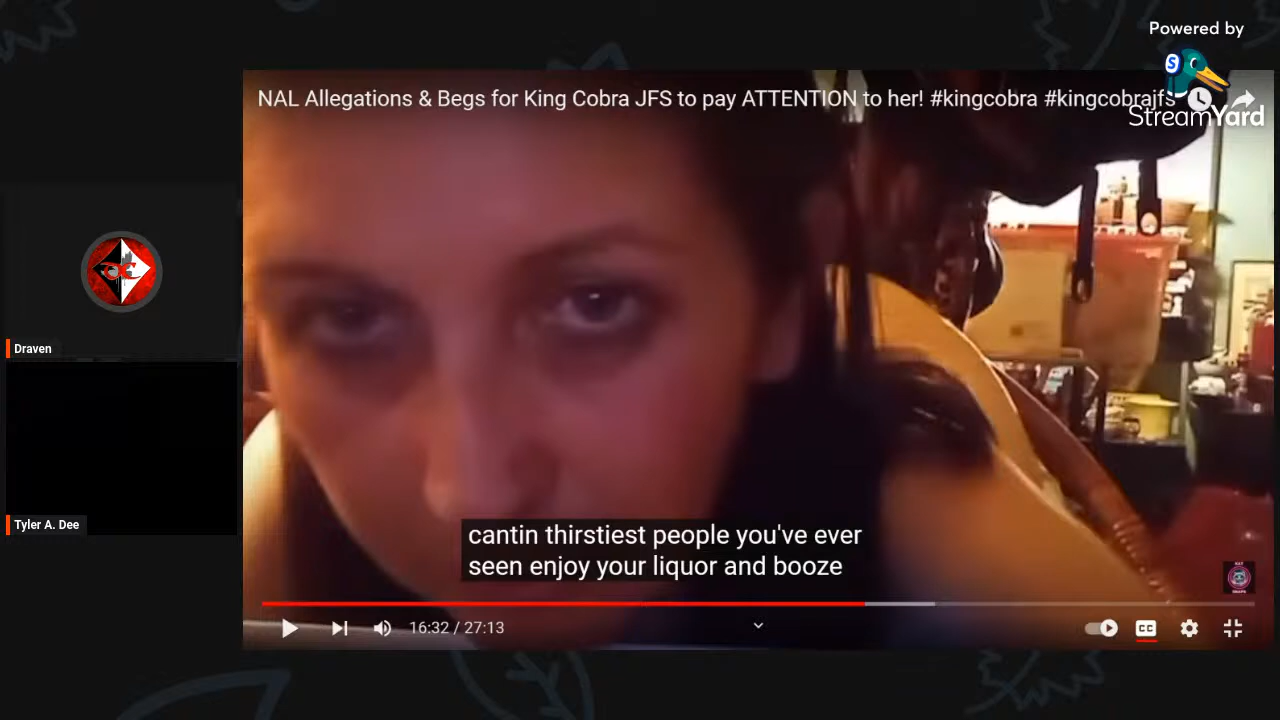 Powered by
StreamYard
NAL Allegations & Begs for King Cobra JFS to pay ATTENTION to her! #kingcobra #kingcobrajfs
Draven
Tyler A. Dee
cantin thirstiest people you've ever
seen enjoy your liquor and booze
16:32 / 27:13
CC